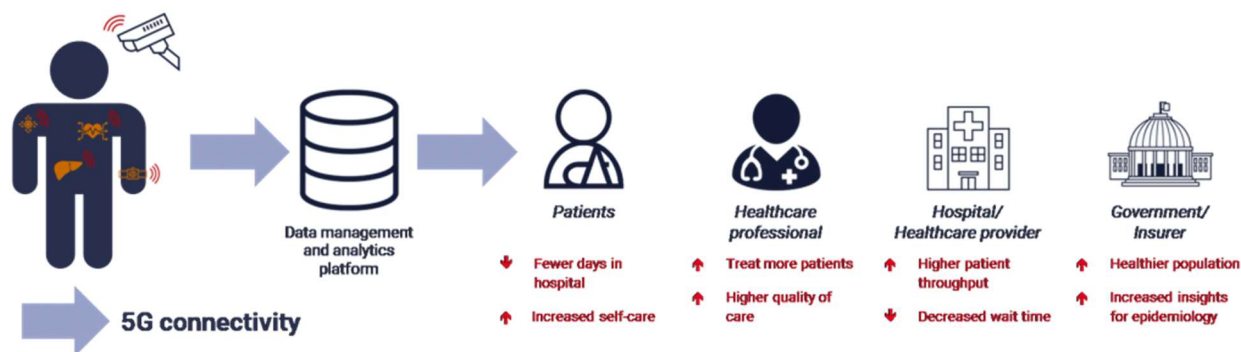 Data management
and analytics
platform
5G connectivity
Patients
Fewer days in
hospital
Increased self-care
Healthcare
professional
Treat more patients
Higher quality of
care
Hospital/
Healthcare provider
Higher patient
throughput
Decreased wait time
Government/
Insurer
Healthier population
Increased insights
for epidemiology